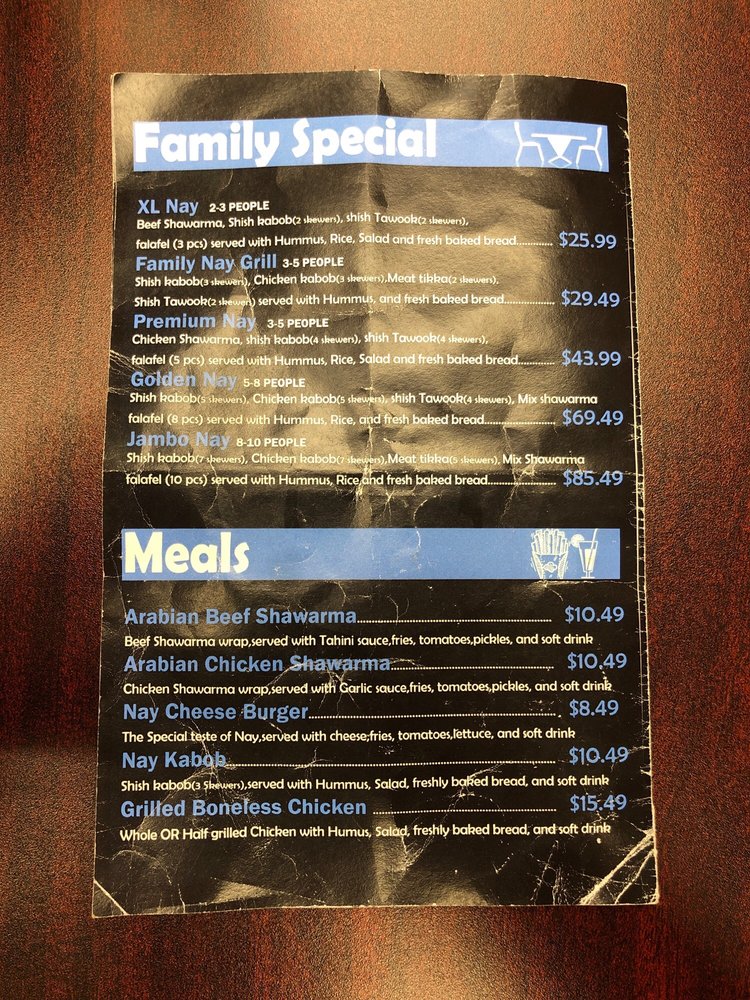 Family Special
XL Nay 2-3 PEOPLE
Beef Shawarma, Shish kabob(2 skewers), shish Tawook(2 skewers),
falafel (3 pcs) served with Hummus, Rice, Salad and fresh baked bread............. $25.99
Family Nay Grill 3-5 PEOPLE
Shish kabob(3 skewers), Chicken kabob(3 skewers),Meat tikka(2 skewers),
Shish Tawook(2 skewers) served with Hummus, and fresh baked bread.................. $29.49
Premium Nay 3-5 PEOPLE
Chicken Shawarma, shish kabob(4 skewers), shish Tawook(4 skewers),
falafel (5 pcs) served with Hummus, Rice, Salad and fresh baked bread............. $43.99
Golden Nay 5-8 PEOPLE
Shish kabob(5 skewers), Chicken kabob(5 skewers), shish Tawook(4 skewers), Mix shawarma
falafel (8 pcs) served with Hummus, Rice, and fresh baked bread......................... $69.49
Jambo Nay 8-10 PEOPLE
Shish kabob(7 skewers), Chicken kabob(7 skewers),Meat tikka(5 skewers), Mix Shawarma
falafel (10 pcs) served with Hummus, Rice,and fresh baked bread......................... $85.49
Meals
Arabian Beef Shawarma.................................................... $10.49
Beef Shawarma wrap,served with Tahini sauce,fries, tomatoes,pickles, and soft drink
Arabian Chicken Shawarma............................................ $10.49
Chicken Shawarma wrap,served with Garlic sauce,fries, tomatoes,pickles, and soft drink
Nay Cheese Burger................................................................... $8.49
The Special taste of Nay,served with cheese,fries, tomatoes,lettuce, and soft drink
Nay Kabob......................................................................................... $10.49
Shish kabob(3 Skewers),served with Hummus, Salad, freshly baked bread, and soft drink
Grilled Boneless Chicken .................................................. $15.49
Whole OR Half grilled Chicken with Humus, Salad, freshly baked bread, and soft drink